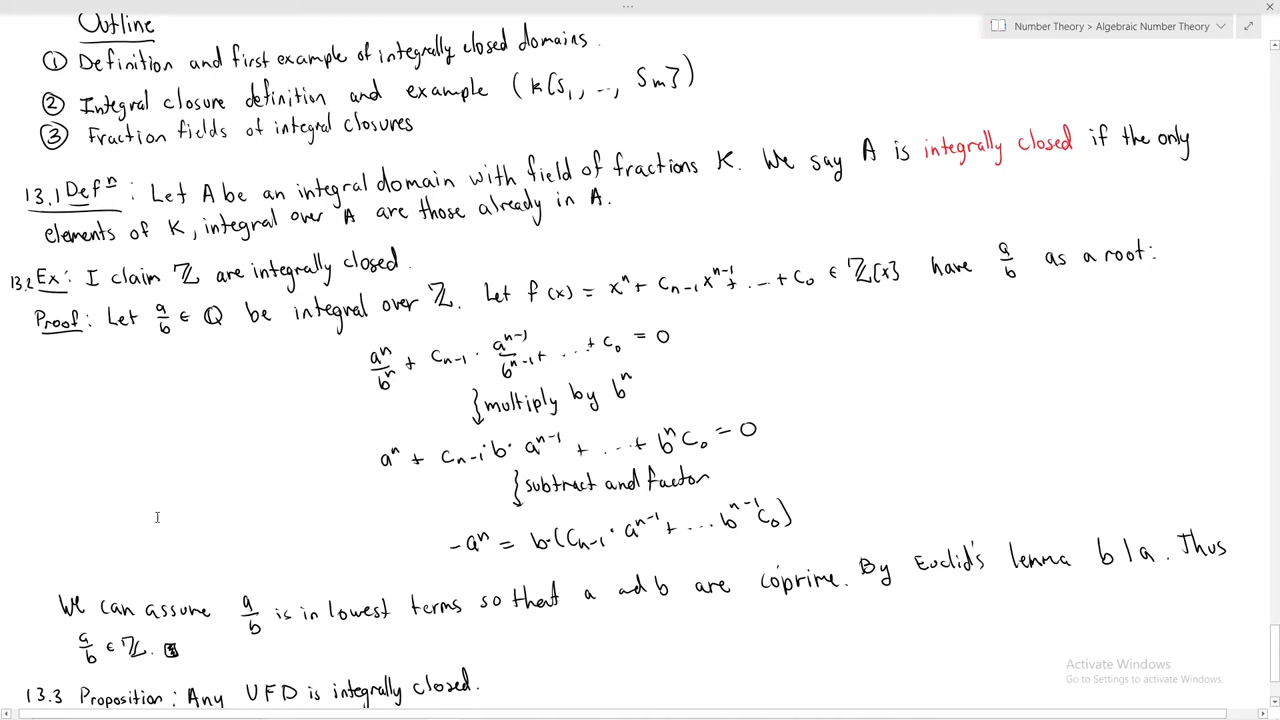 Outline
Number Theory > Algebraic Number Theory
① Definition and first example of integrally closed domains.
② Integral closure definition and example (k[S₁, ..., Sₘ])
③ Fraction fields of integral closures
13.1 Defⁿ: Let A be an integral domain with field of fractions K. We say A is integrally closed if the only
elements of K, integral over A are those already in A.
13.2 Ex: I claim ℤ are integrally closed.
Proof: Let a/b ∈ ℚ be integral over ℤ. Let f(x) = xⁿ + cₙ₋₁xⁿ⁻¹ + ... + c₀ ∈ ℤ[x] have a/b as a root:
aⁿ/bⁿ + cₙ₋₁ · aⁿ⁻¹/bⁿ⁻¹ + ... + c₀ = 0
multiply by bⁿ
aⁿ + cₙ₋₁ · b · aⁿ⁻¹ + ... + bⁿc₀ = 0
subtract and factor
-aⁿ = b·(cₙ₋₁ · aⁿ⁻¹ + ... bⁿ⁻¹c₀)
We can assume a/b is in lowest terms so that a ad b are coprime. By Euclid's lemma b | a. Thus
a/b ∈ ℤ.
13.3 Proposition: Any UFD is integrally closed.
Activate Windows
Go to Settings to activate Windows.